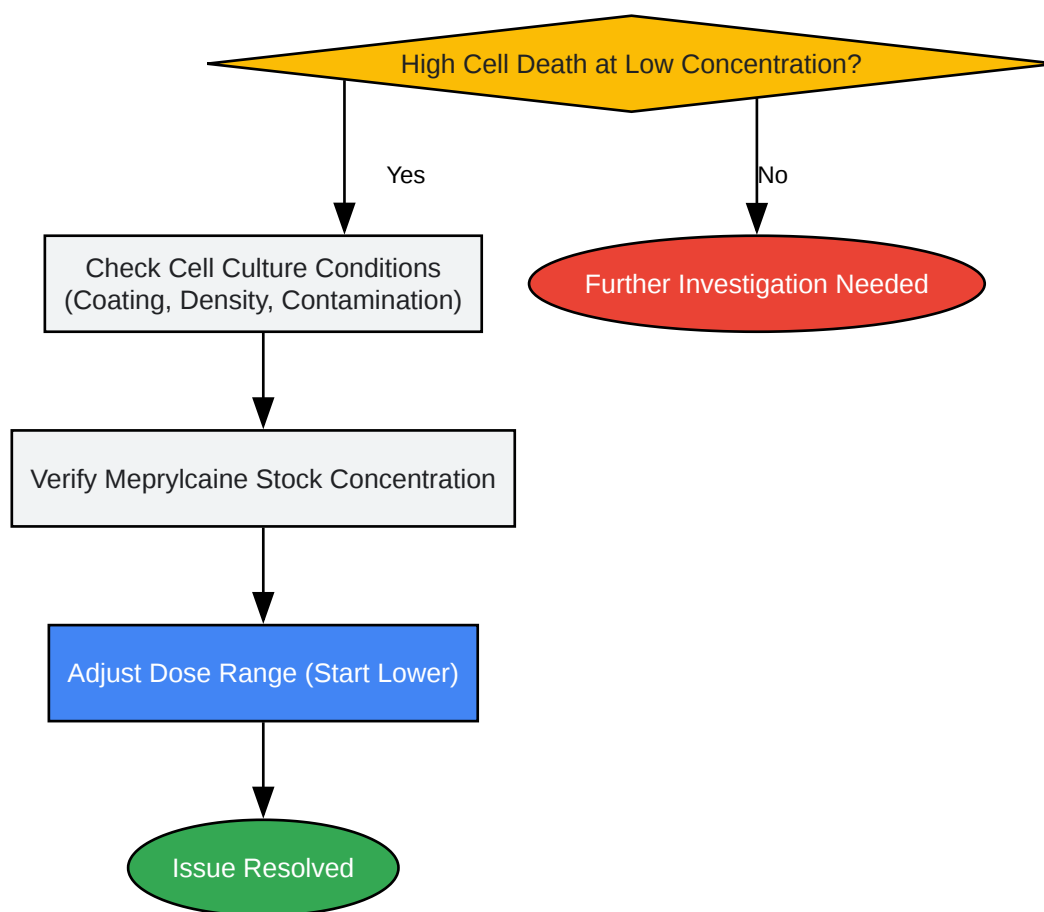 High Cell Death at Low Concentration?
Yes
No
Check Cell Culture Conditions
(Coating, Density, Contamination)
Further Investigation Needed
Verify Meprylcaine Stock Concentration
Adjust Dose Range (Start Lower)
Issue Resolved